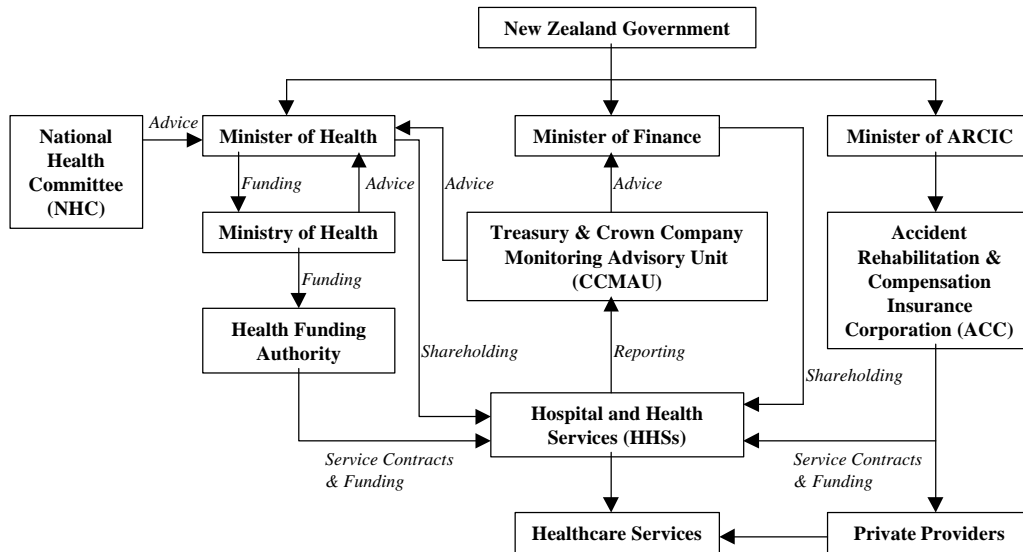 New Zealand Government
National
Health
Committee
(NHC)
Advice
Minister of Health
Minister of Finance
Minister of ARCIC
Funding
Advice
Advice
Advice
Ministry of Health
Treasury & Crown Company
Monitoring Advisory Unit
(CCMAU)
Accident
Rehabilitation &
Compensation
Insurance
Corporation (ACC)
Funding
Health Funding
Authority
Shareholding
Reporting
Shareholding
Hospital and Health
Services (HHSs)
Service Contracts
& Funding
Service Contracts
& Funding
Healthcare Services
Private Providers